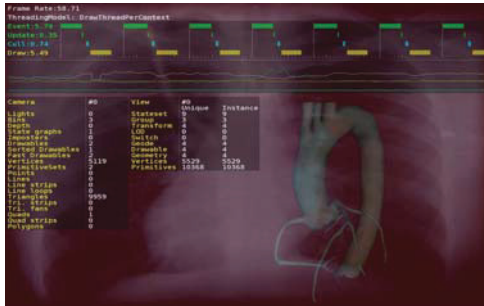 Frame Rate:58.71
ThreadingModel: DrawThreadPerContext
Event:5.79
Update:0.35
Cull:0.74
Draw:5.49
Camera #0
Lights 0
Bins 3
Depth 0
State graphs 1
Imposters 0
Drawables 2
Sorted Drawables 1
Fast Drawables 2
Vertices 5119
PrimitiveSets 2
Points 0
Lines 0
Line strips 0
Line loops 0
Triangles 9959
Tri. strips 0
Tri. fans 0
Quads 1
Quad strips 0
Polygons 0
View #0
Unique Instance
Stateset 9 9
Group 3 3
Transform 4 4
LOD 0 0
Switch 0 0
Geode 4 4
Drawable 4 4
Geometry 4 4
Vertices 5529 5529
Primitives 10368 10368